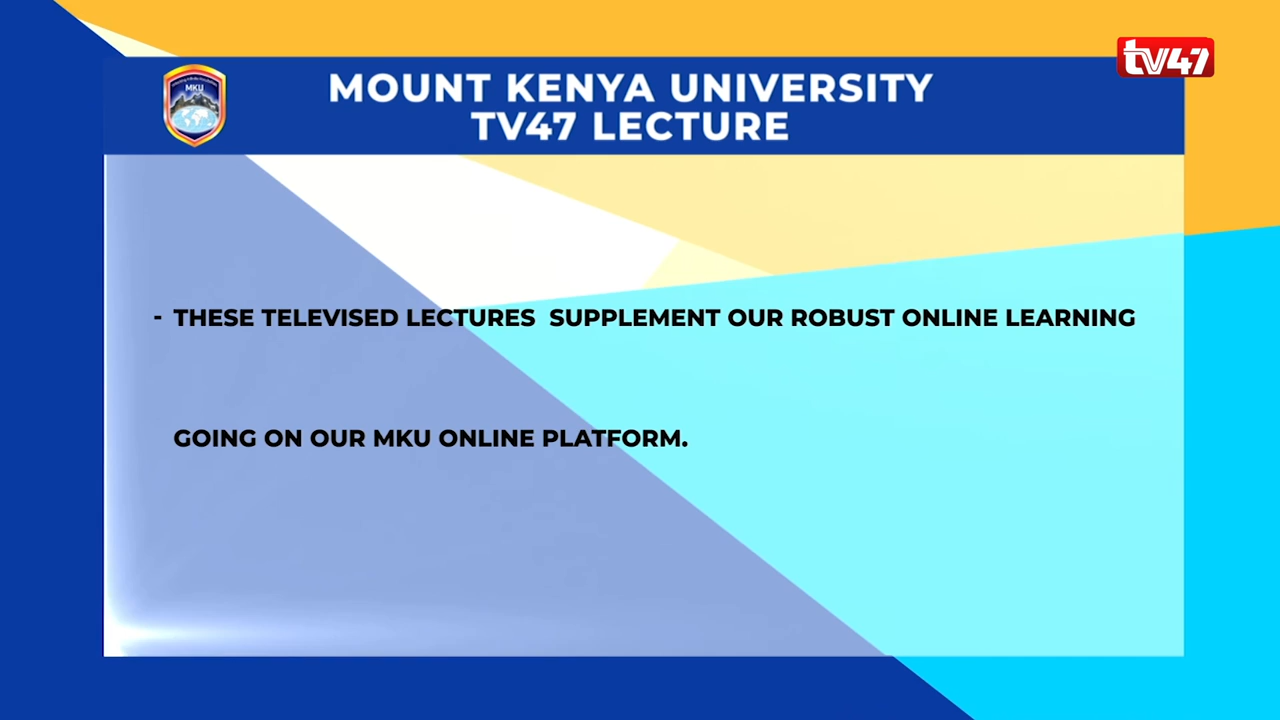 tv47
MOUNT KENYA UNIVERSITY
TV47 LECTURE
MKU
- THESE TELEVISED LECTURES SUPPLEMENT OUR ROBUST ONLINE LEARNING
GOING ON OUR MKU ONLINE PLATFORM.